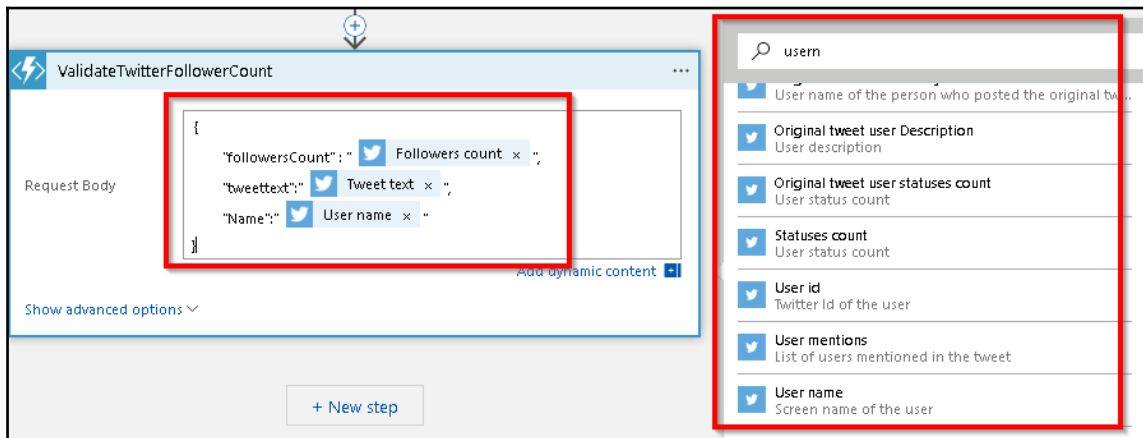 ValidateTwitterFollowerCount
...
Request Body
{
"followersCount" : " Followers count × ",
"tweettext":" Tweet text × ",
"Name":" User name × "
}
Add dynamic content
Show advanced options
+ New step
usern
User name of the person who posted the original tw...
Original tweet user Description
User description
Original tweet user statuses count
User status count
Statuses count
User status count
User id
Twitter Id of the user
User mentions
List of users mentioned in the tweet
User name
Screen name of the user